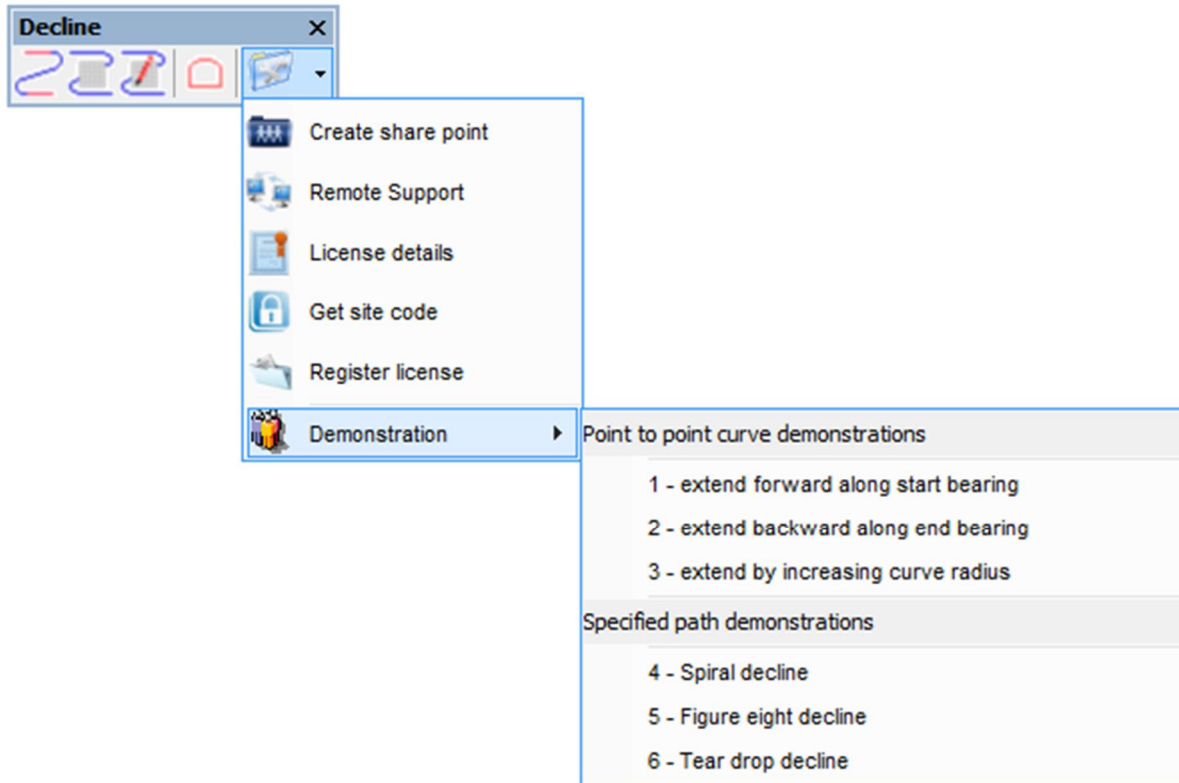 Decline
Create share point
Remote Support
License details
Get site code
Register license
Demonstration
Point to point curve demonstrations
1 - extend forward along start bearing
2 - extend backward along end bearing
3 - extend by increasing curve radius
Specified path demonstrations
4 - Spiral decline
5 - Figure eight decline
6 - Tear drop decline